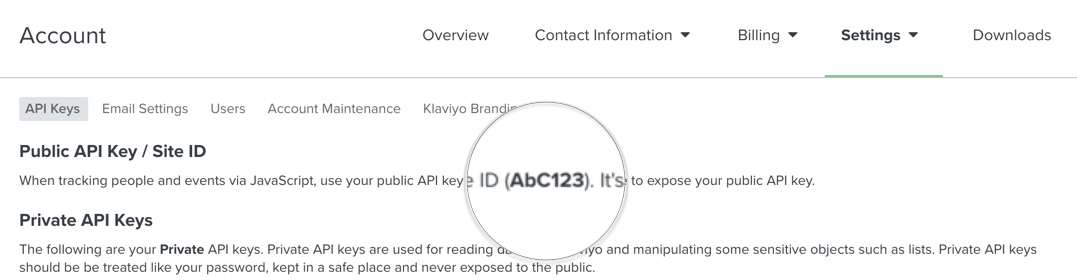 Account
Overview
Contact Information
Billing
Settings
Downloads
API Keys
Email Settings
Users
Account Maintenance
Klaviyo
Public API Key / Site ID
When tracking people and events via JavaScript, use your public API key ID (AbC123). It's to expose your public API key.
Private API Keys
The following are your Private API keys. Private API keys are used for reading and manipulating some sensitive objects such as lists. Private API keys
should be be treated like your password, kept in a safe place and never exposed to the public.